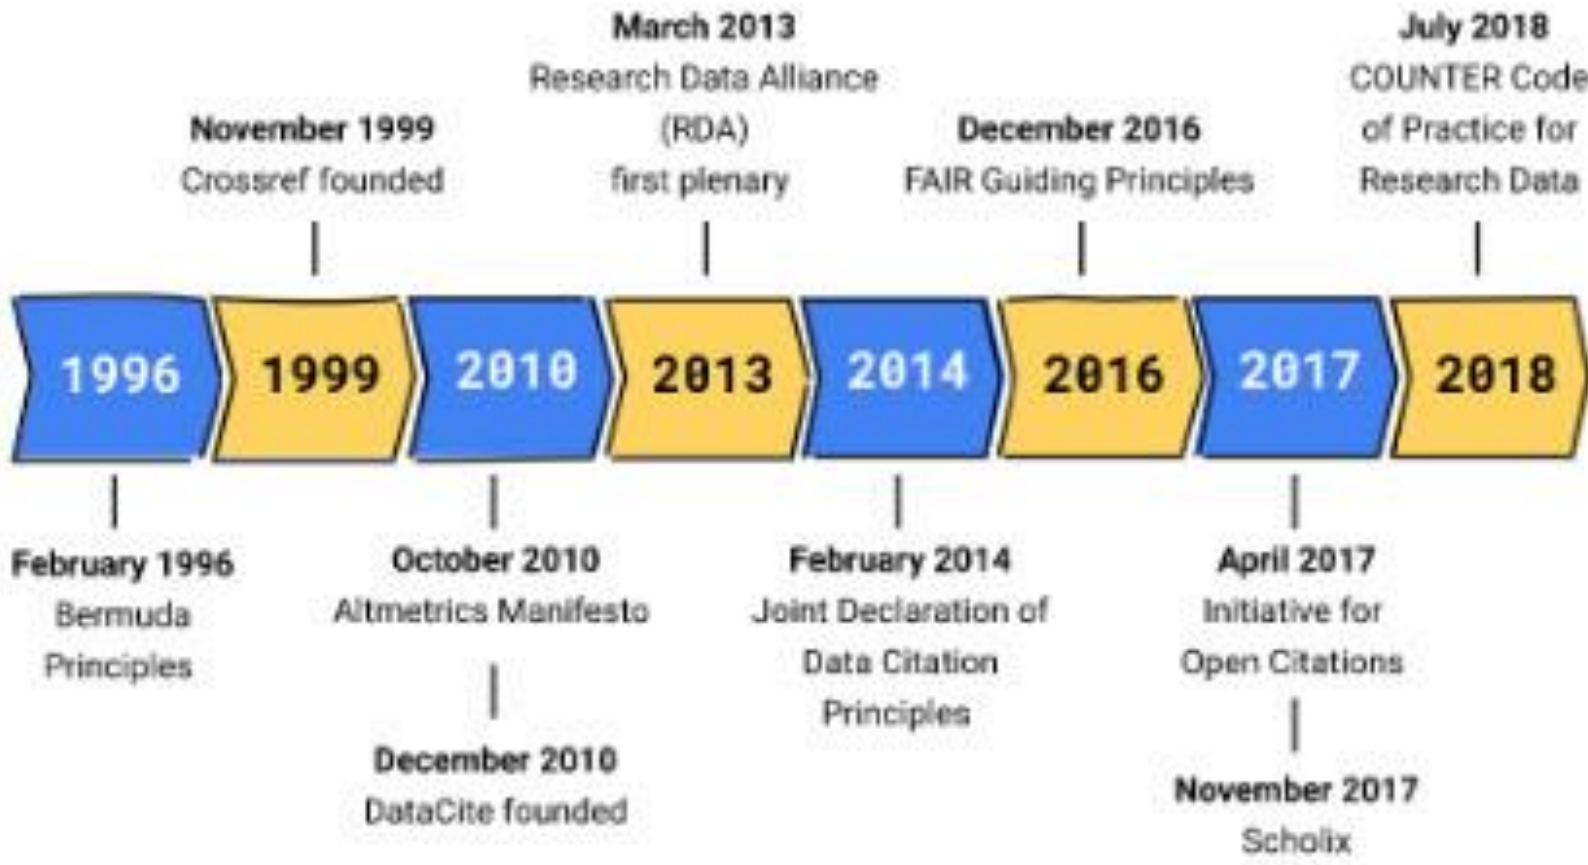 March 2013
Research Data Alliance
(RDA)
first plenary
July 2018
COUNTER Code
of Practice for
Research Data
November 1999
Crossref founded
December 2016
FAIR Guiding Principles
1996
1999
2010
2013
2014
2016
2017
2018
February 1996
Bermuda
Principles
October 2010
Altmetrics Manifesto
December 2010
DataCite founded
February 2014
Joint Declaration of
Data Citation
Principles
April 2017
Initiative for
Open Citations
November 2017
Scholix